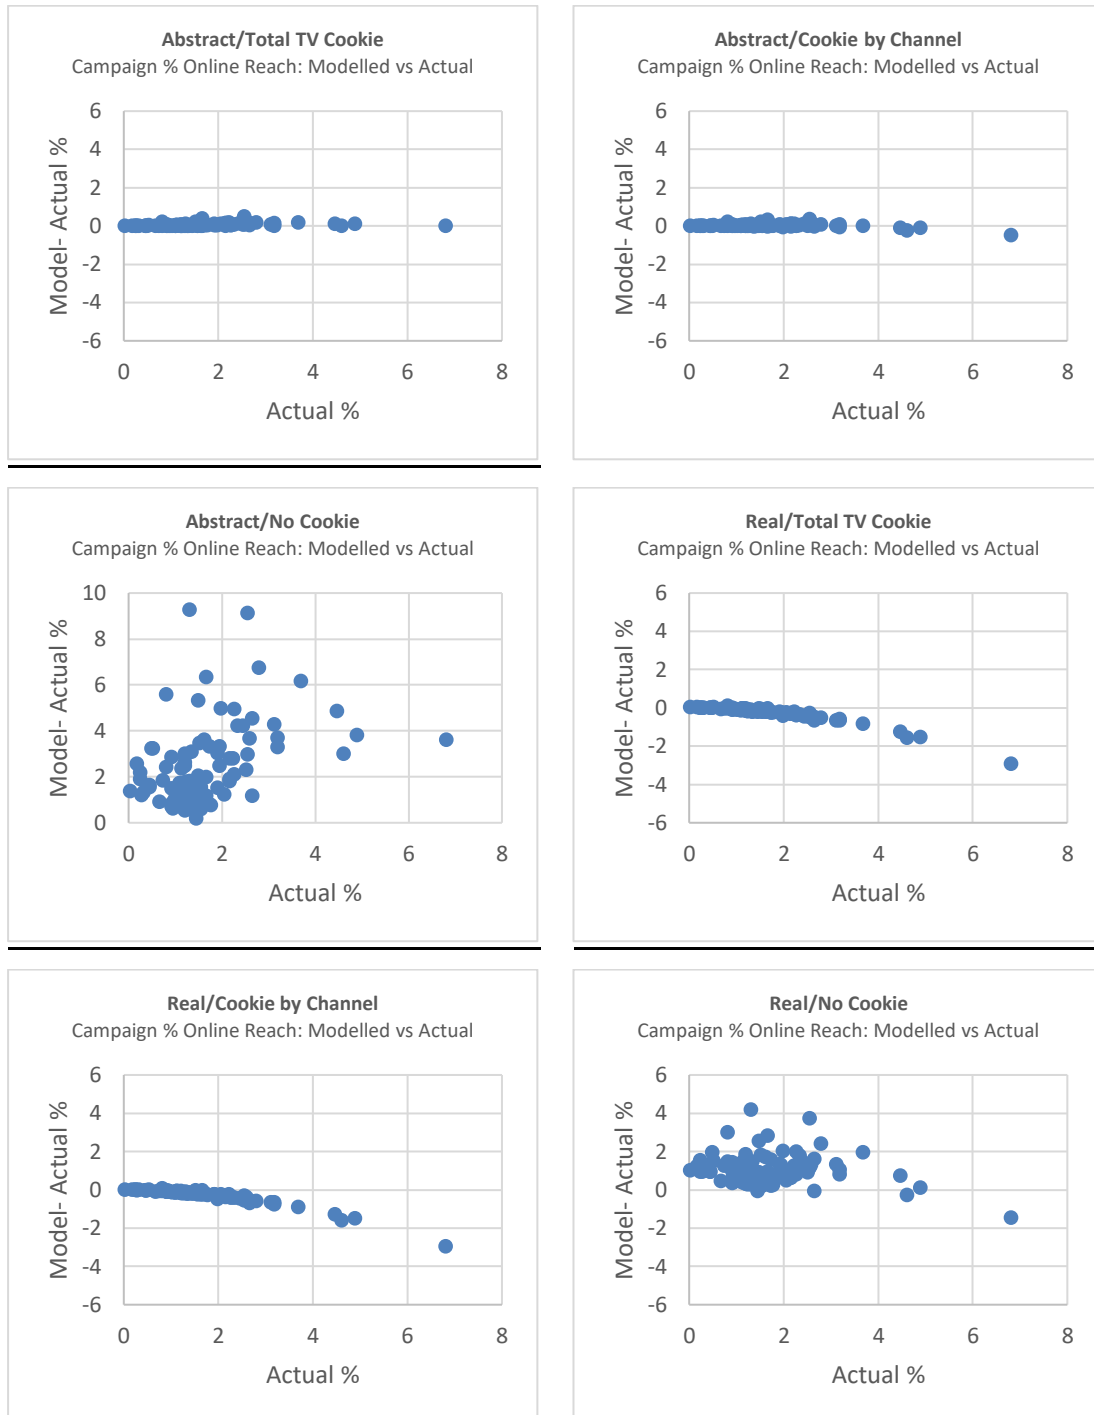 Abstract/Total TV Cookie
Campaign % Online Reach: Modelled vs Actual
6
4
2
0
-2
-4
-6
Model- Actual %
0 2 4 6 8
Actual %
Abstract/Cookie by Channel
Campaign % Online Reach: Modelled vs Actual
6
4
2
0
-2
-4
-6
Model- Actual %
0 2 4 6 8
Actual %
Abstract/No Cookie
Campaign % Online Reach: Modelled vs Actual
10
8
6
4
2
0
Model- Actual %
0 2 4 6 8
Actual %
Real/Total TV Cookie
Campaign % Online Reach: Modelled vs Actual
6
4
2
0
-2
-4
-6
Model- Actual %
0 2 4 6 8
Actual %
Real/Cookie by Channel
Campaign % Online Reach: Modelled vs Actual
6
4
2
0
-2
-4
-6
Model- Actual %
0 2 4 6 8
Actual %
Real/No Cookie
Campaign % Online Reach: Modelled vs Actual
6
4
2
0
-2
-4
-6
Model- Actual %
0 2 4 6 8
Actual %